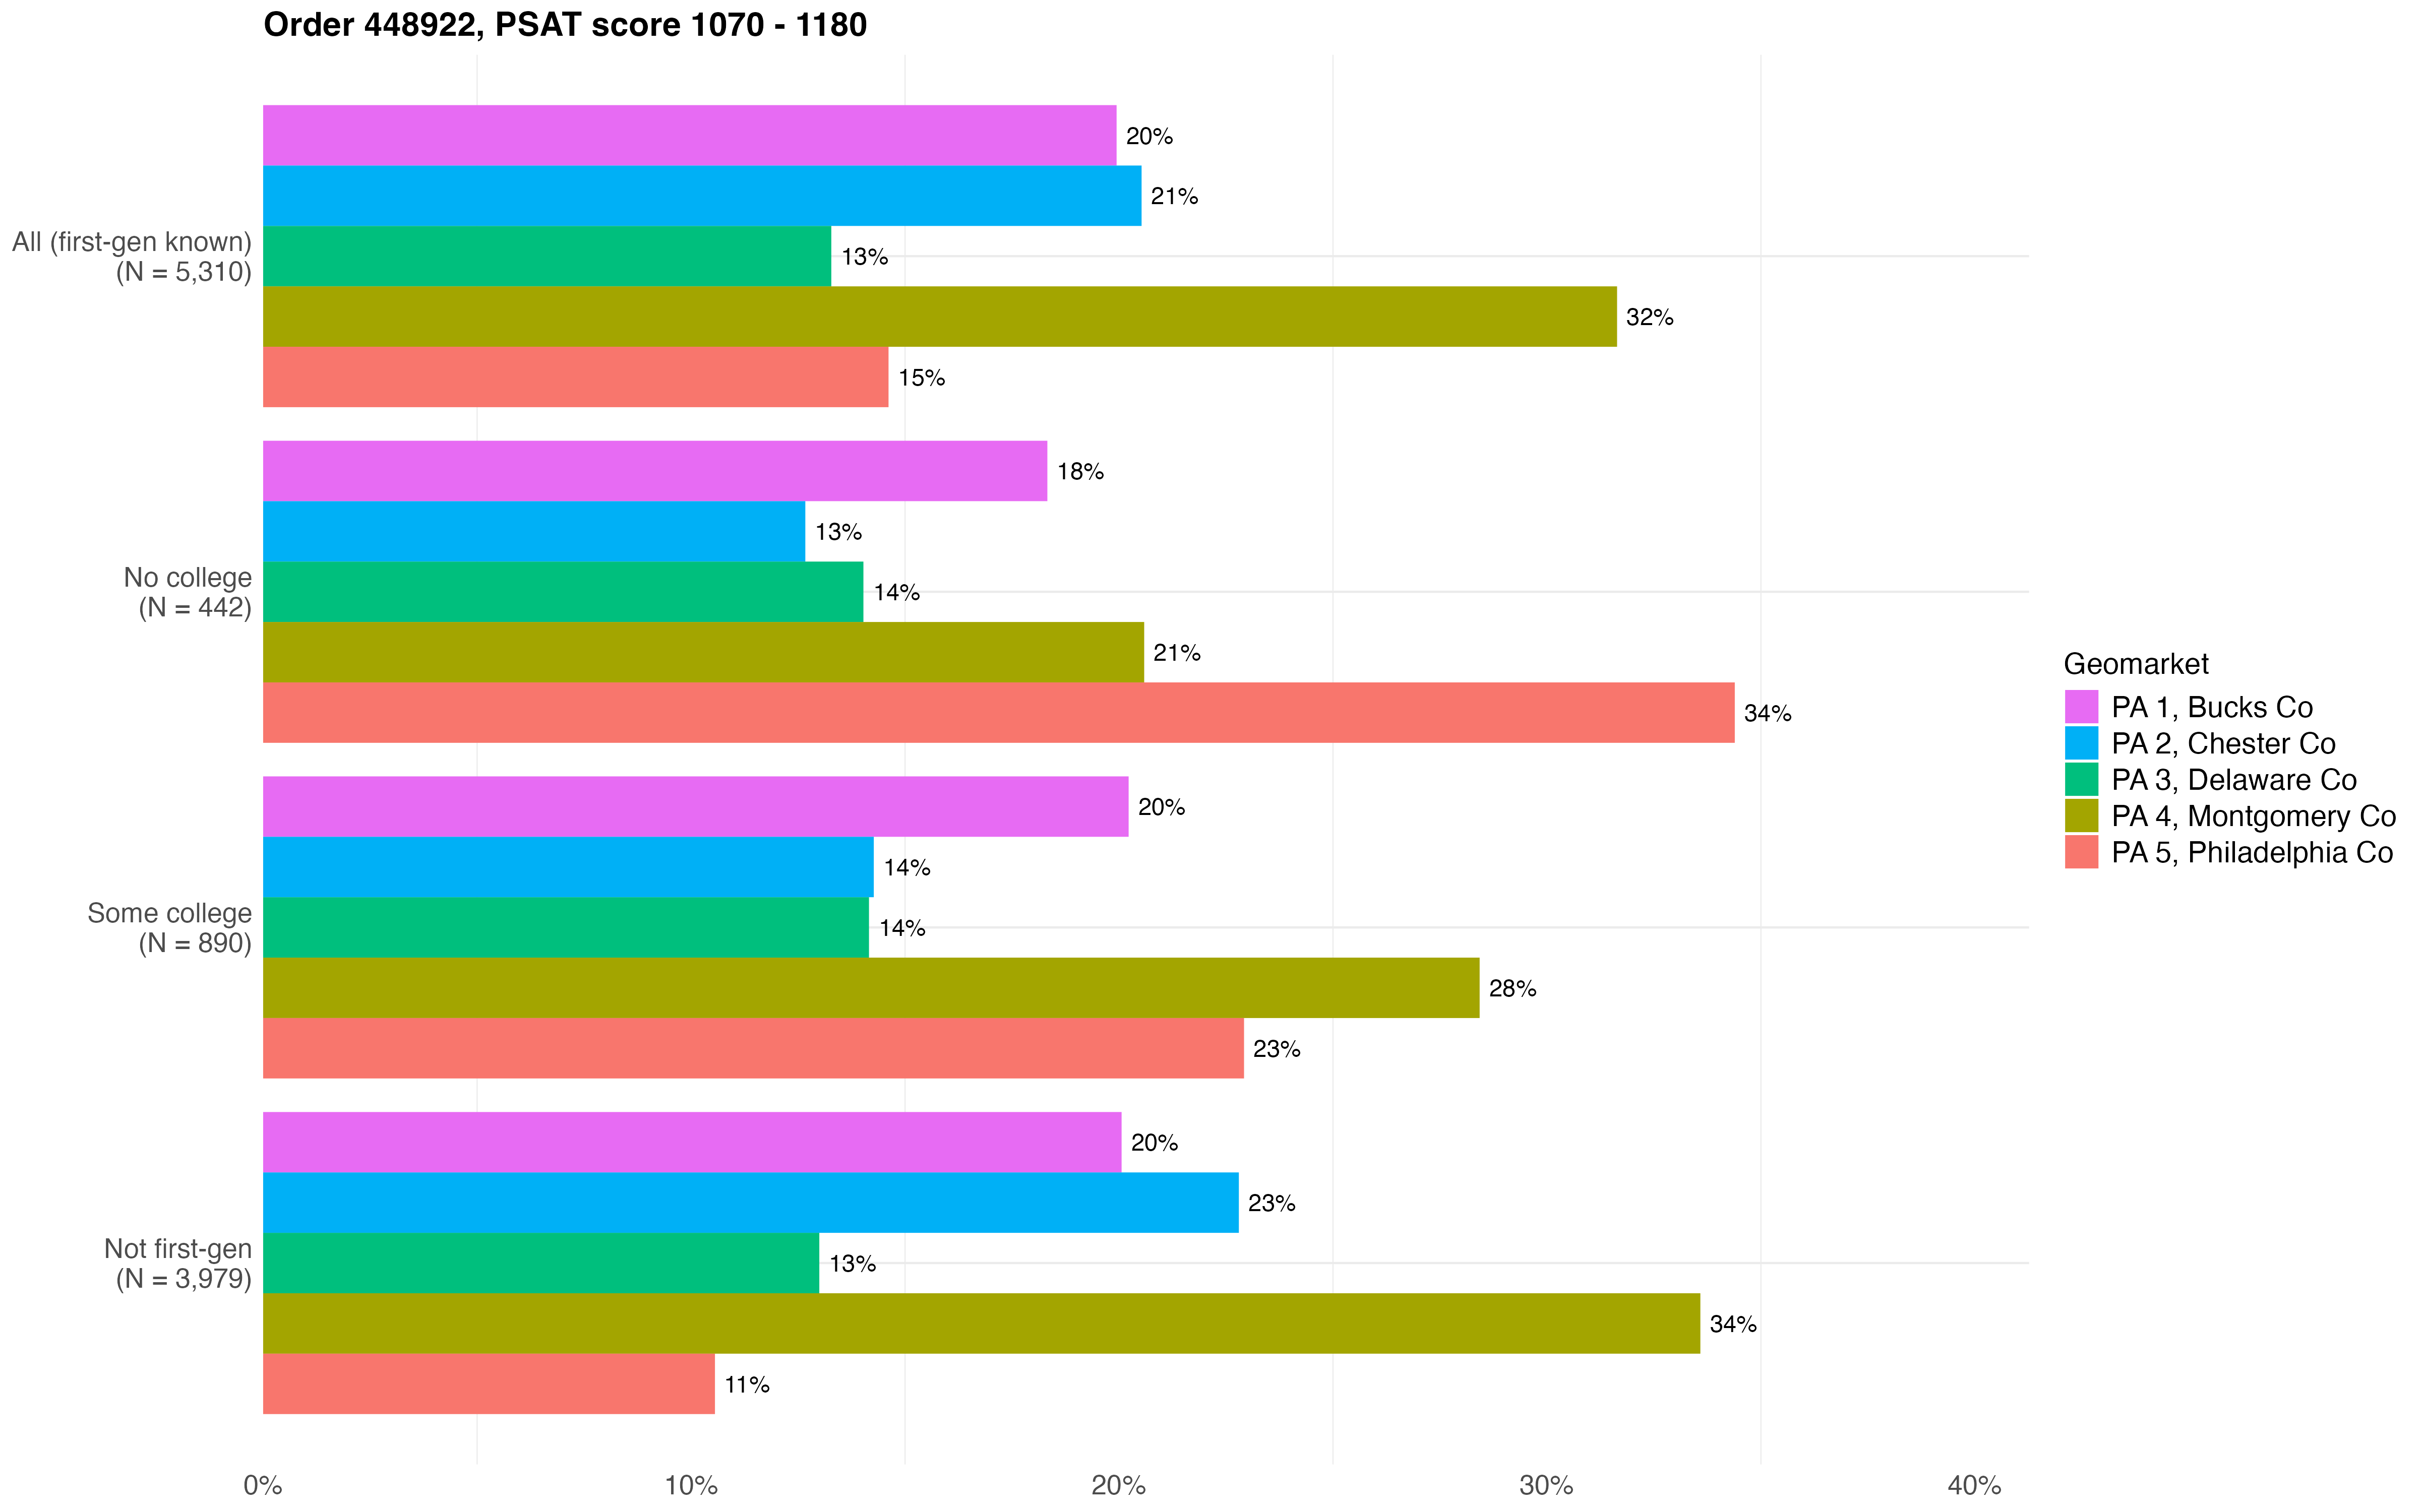 Order 448922, PSAT score 1070 - 1180
All (first-gen known)
(N = 5,310)
20%
21%
13%
32%
15%
No college
(N = 442)
18%
13%
14%
21%
34%
Some college
(N = 890)
20%
14%
14%
28%
23%
Not first-gen
(N = 3,979)
20%
23%
13%
34%
11%
0%
10%
20%
30%
40%
Geomarket
PA 1, Bucks Co
PA 2, Chester Co
PA 3, Delaware Co
PA 4, Montgomery Co
PA 5, Philadelphia Co